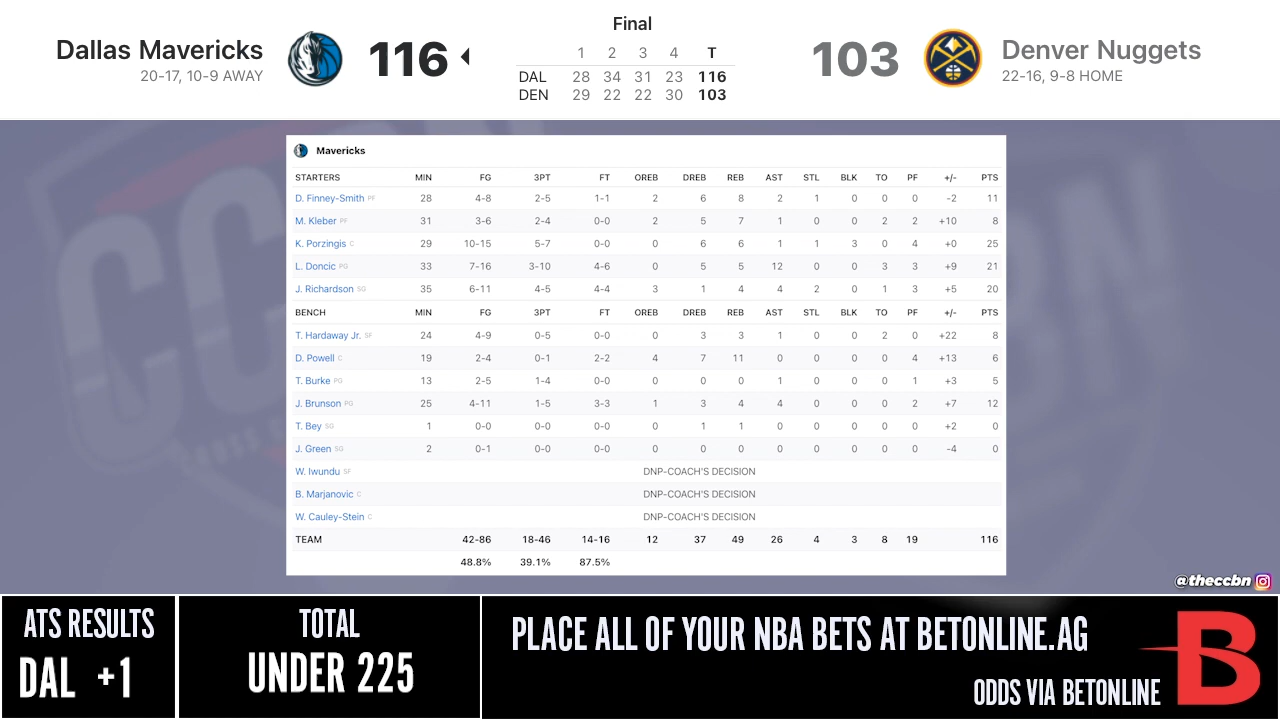 Final
Dallas Mavericks
20-17, 10-9 AWAY
116
1 2 3 4 T
DAL 28 34 31 23 116
DEN 29 22 22 30 103
103
Denver Nuggets
22-16, 9-8 HOME
Mavericks
STARTERS MIN FG 3PT FT OREB DREB REB AST STL BLK TO PF +/- PTS
D. Finney-Smith PF 28 4-8 2-5 1-1 2 6 8 2 1 0 0 0 -2 11
M. Kleber PF 31 3-6 2-4 0-0 2 5 7 1 0 0 2 2 +10 8
K. Porzingis C 29 10-15 5-7 0-0 0 6 6 1 1 3 0 4 +0 25
L. Doncic PG 33 7-16 3-10 4-6 0 5 5 12 0 0 3 3 +9 21
J. Richardson SG 35 6-11 4-5 4-4 3 1 4 4 2 0 1 3 +5 20
BENCH MIN FG 3PT FT OREB DREB REB AST STL BLK TO PF +/- PTS
T. Hardaway Jr. SF 24 4-9 0-5 0-0 0 3 3 1 0 0 2 0 +22 8
D. Powell C 19 2-4 0-1 2-2 4 7 11 0 0 0 0 4 +13 6
T. Burke PG 13 2-5 1-4 0-0 0 0 0 1 0 0 0 1 +3 5
J. Brunson PG 25 4-11 1-5 3-3 1 3 4 4 0 0 0 2 +7 12
T. Bey SG 1 0-0 0-0 0-0 0 1 1 0 0 0 0 0 +2 0
J. Green SG 2 0-1 0-0 0-0 0 0 0 0 0 0 0 0 -4 0
W. Iwundu SF DNP-COACH'S DECISION
B. Marjanovic C DNP-COACH'S DECISION
W. Cauley-Stein C DNP-COACH'S DECISION
TEAM 42-86 18-46 14-16 12 37 49 26 4 3 8 19 116
48.8% 39.1% 87.5%
@theccbn
ATS RESULTS
DAL +1
TOTAL
UNDER 225
PLACE ALL OF YOUR NBA BETS AT BETONLINE.AG
ODDS VIA BETONLINE
B